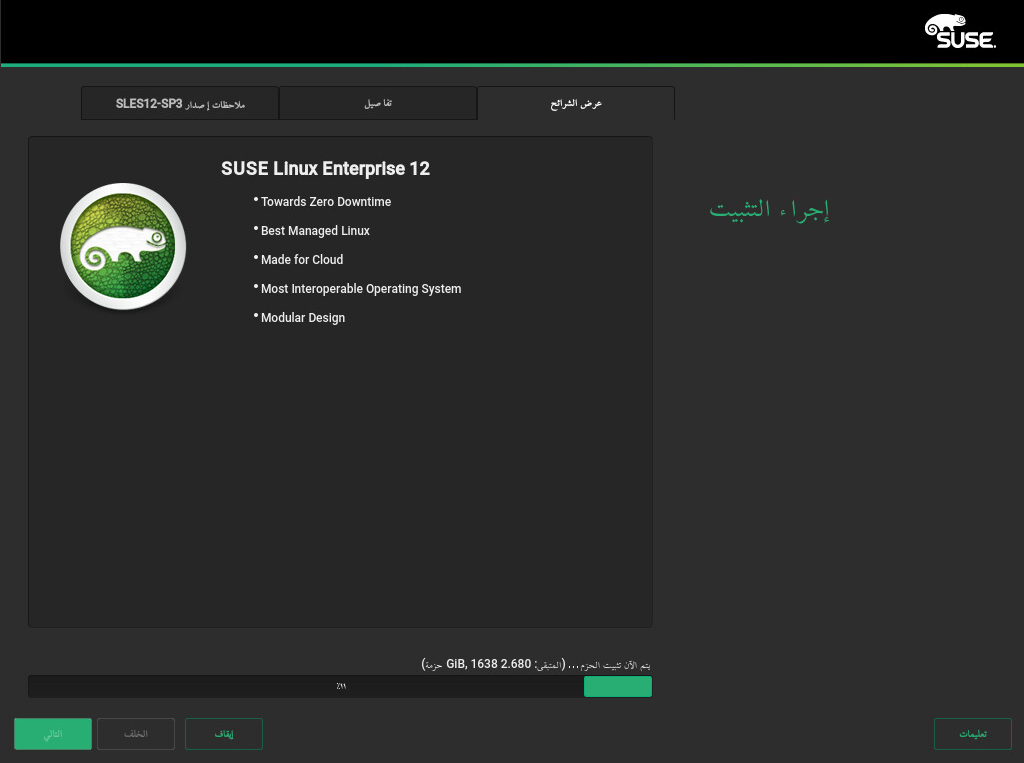 SUSE.
عرض الشرائح
تفاصيل
ملاحظات إصدار SLES12-SP3
إجراء التثبيت
SUSE Linux Enterprise 12
• Towards Zero Downtime
• Best Managed Linux
• Made for Cloud
• Most Interoperable Operating System
• Modular Design
يتم الآن تثبيت الحزم... (المتبقى: 2.680 GiB, 1638 حزمة)
٪١١
تعليمات
إيقاف
الخلف
التالي